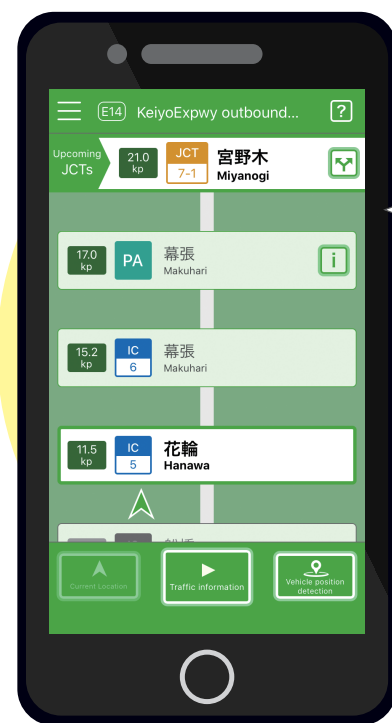 E14 KeiyoExpwy outbound... ?
Upcoming
JCTs
21.0
kp
JCT
7-1
宮野木
Miyanogi
17.0
kp
PA
幕張
Makuhari
i
15.2
kp
IC
6
幕張
Makuhari
11.5
kp
IC
5
花輪
Hanawa
Current Location
Traffic information
Vehicle position
detection